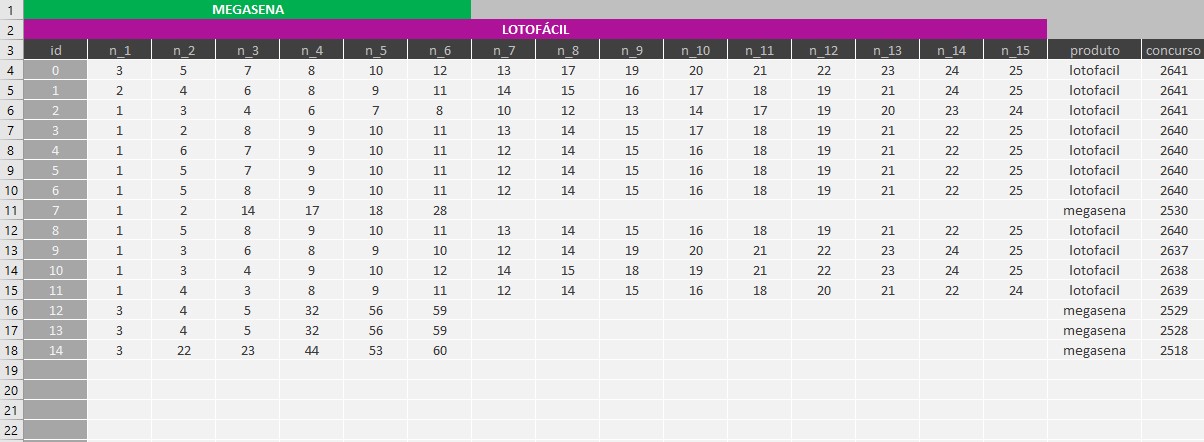 1 MEGASENA
2 LOTOFÁCIL
3 id n_1 n_2 n_3 n_4 n_5 n_6 n_7 n_8 n_9 n_10 n_11 n_12 n_13 n_14 n_15 produto concurso
4 0 3 5 7 8 10 12 13 17 19 20 21 22 23 24 25 lotofacil 2641
5 1 2 4 6 8 9 11 14 15 16 17 18 19 21 24 25 lotofacil 2641
6 2 1 3 4 6 7 8 10 12 13 14 17 19 20 23 24 lotofacil 2641
7 3 1 2 8 9 10 11 13 14 15 17 18 19 21 22 25 lotofacil 2640
8 4 1 6 7 9 10 11 12 14 15 16 18 19 21 22 25 lotofacil 2640
9 5 1 5 7 9 10 11 12 14 15 16 18 19 21 22 25 lotofacil 2640
10 6 1 5 8 9 10 11 12 14 15 16 18 19 21 22 25 lotofacil 2640
11 7 1 2 14 17 18 28 megasena 2530
12 8 1 5 8 9 10 11 13 14 15 16 18 19 21 22 25 lotofacil 2640
13 9 1 3 6 8 9 10 12 14 19 20 21 22 23 24 25 lotofacil 2637
14 10 1 3 4 9 10 12 14 15 18 19 21 22 23 24 25 lotofacil 2638
15 11 1 4 3 8 9 11 12 14 15 16 18 20 21 22 24 lotofacil 2639
16 12 3 4 5 32 56 59 megasena 2529
17 13 3 4 5 32 56 59 megasena 2528
18 14 3 22 23 44 53 60 megasena 2518
19
20
21
22